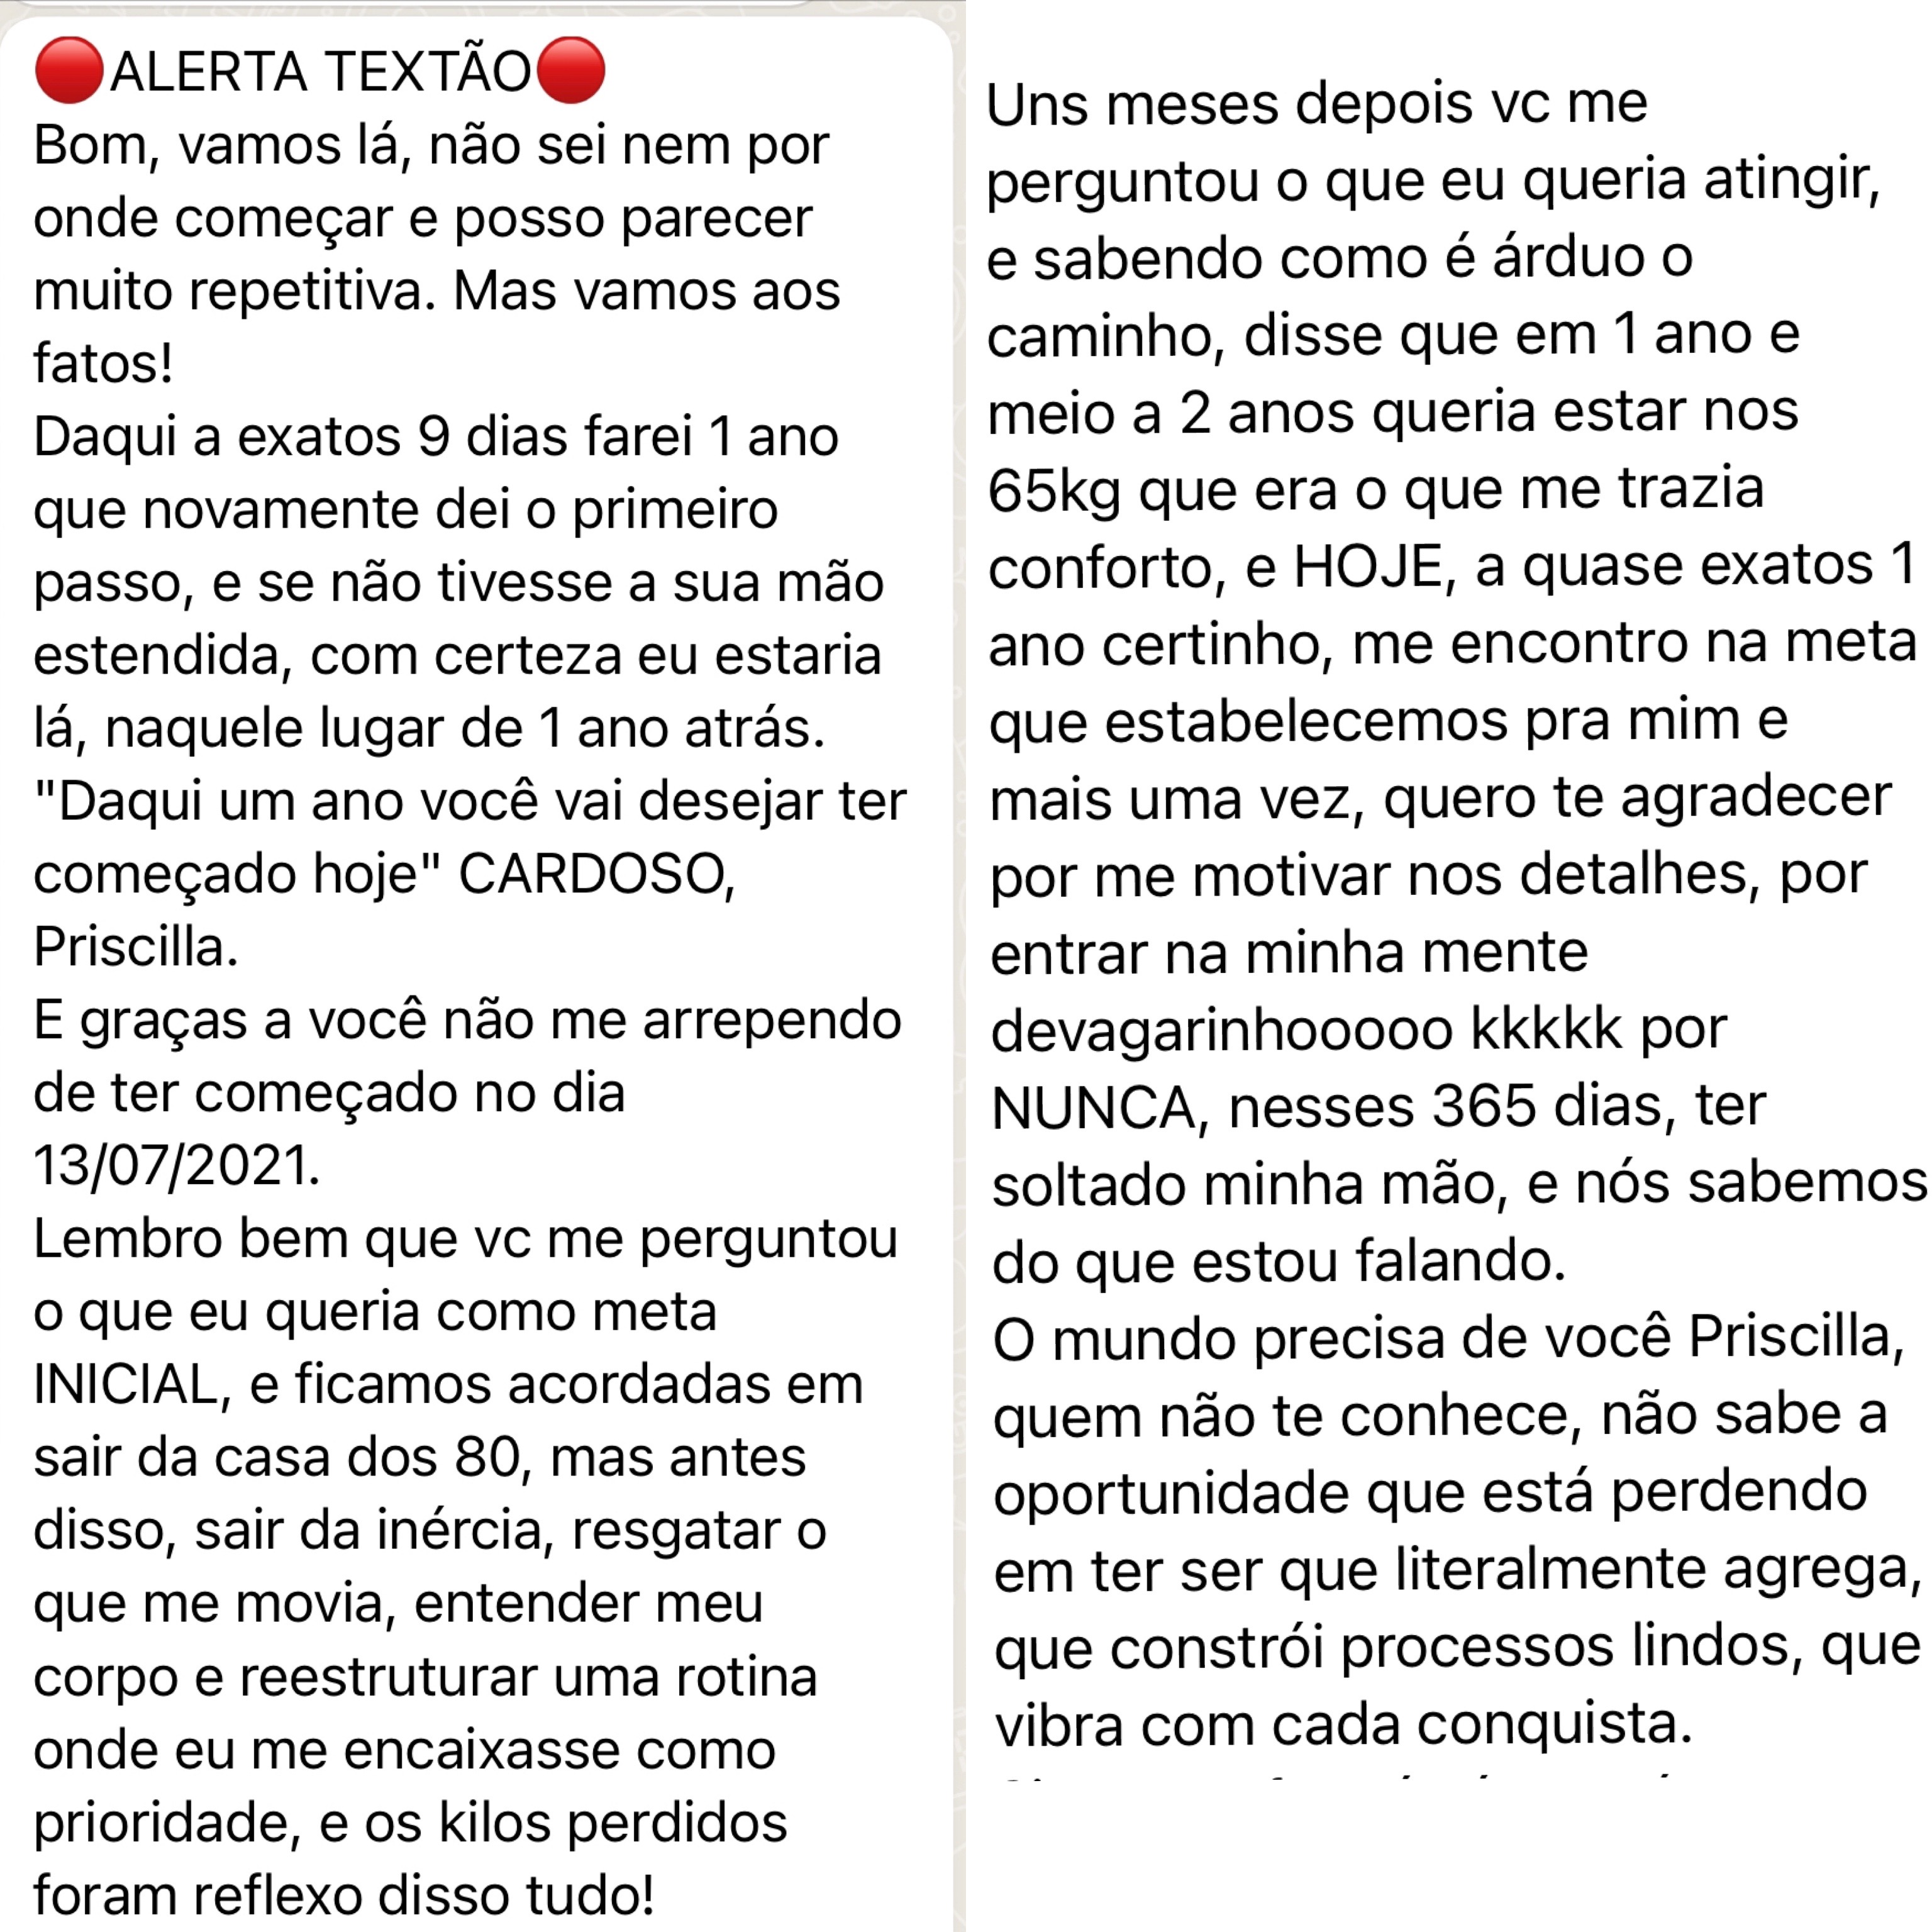 🔴ALERTA TEXTÃO🔴
Bom, vamos lá, não sei nem por
onde começar e posso parecer
muito repetitiva. Mas vamos aos
fatos!
Daqui a exatos 9 dias farei 1 ano
que novamente dei o primeiro
passo, e se não tivesse a sua mão
estendida, com certeza eu estaria
lá, naquele lugar de 1 ano atrás.
"Daqui um ano você vai desejar ter
começado hoje" CARDOSO,
Priscilla.
E graças a você não me arrependo
de ter começado no dia
13/07/2021.
Lembro bem que vc me perguntou
o que eu queria como meta
INICIAL, e ficamos acordadas em
sair da casa dos 80, mas antes
disso, sair da inércia, resgatar o
que me movia, entender meu
corpo e reestruturar uma rotina
onde eu me encaixasse como
prioridade, e os kilos perdidos
foram reflexo disso tudo!
Uns meses depois vc me
perguntou o que eu queria atingir,
e sabendo como é árduo o
caminho, disse que em 1 ano e
meio a 2 anos queria estar nos
65kg que era o que me trazia
conforto, e HOJE, a quase exatos 1
ano certinho, me encontro na meta
que estabelecemos pra mim e
mais uma vez, quero te agradecer
por me motivar nos detalhes, por
entrar na minha mente
devagarinhooooo kkkkk por
NUNCA, nesses 365 dias, ter
soltado minha mão, e nós sabemos
do que estou falando.
O mundo precisa de você Priscilla,
quem não te conhece, não sabe a
oportunidade que está perdendo
em ter ser que literalmente agrega,
que constrói processos lindos, que
vibra com cada conquista.